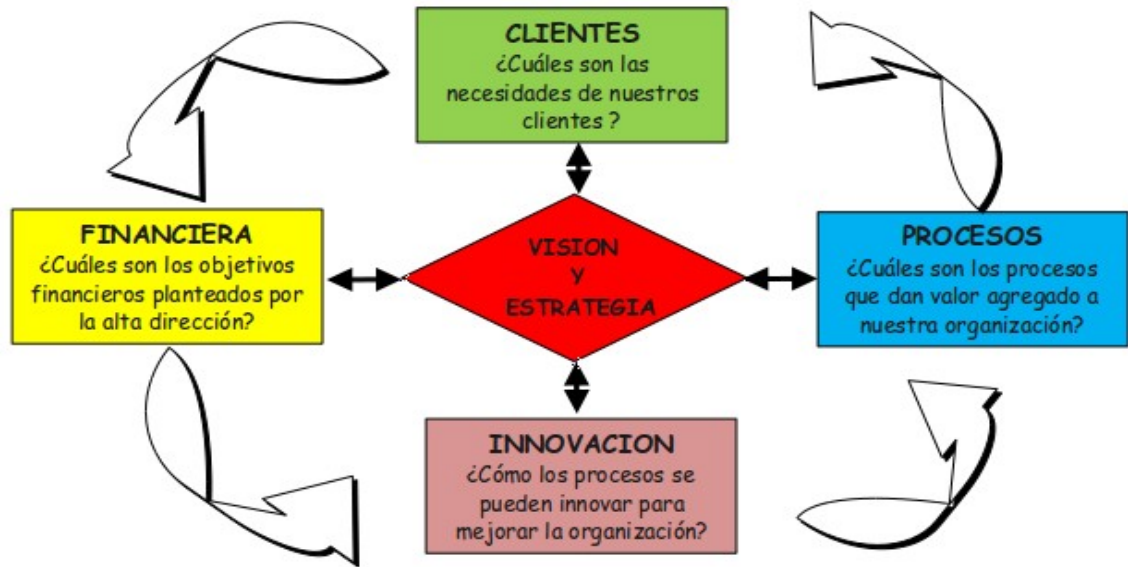 CLIENTES
¿Cuáles son las
necesidades de nuestros
clientes ?
FINANCIERA
¿Cuáles son los objetivos
financieros planteados por
la alta dirección?
VISION
Y
ESTRATEGIA
PROCESOS
¿Cuáles son los procesos
que dan valor agregado a
nuestra organización?
INNOVACION
¿Cómo los procesos se
pueden innovar para
mejorar la organización?